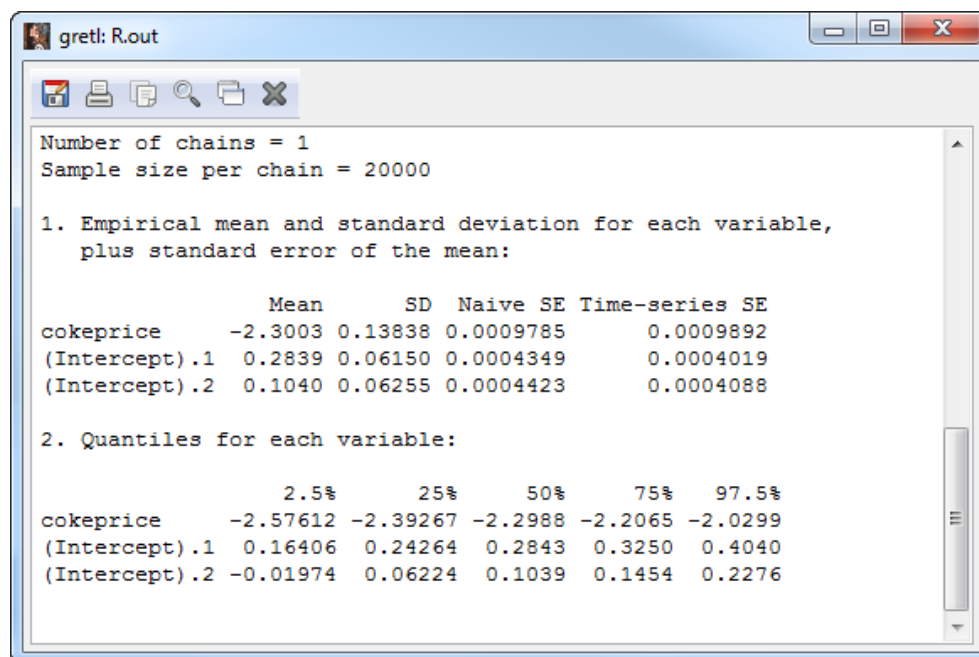 gretl: R.out
Number of chains = 1
Sample size per chain = 20000
1. Empirical mean and standard deviation for each variable,
plus standard error of the mean:
Mean SD Naive SE Time-series SE
cokeprice -2.3003 0.13838 0.0009785 0.0009892
(Intercept).1 0.2839 0.06150 0.0004349 0.0004019
(Intercept).2 0.1040 0.06255 0.0004423 0.0004088
2. Quantiles for each variable:
2.5% 25% 50% 75% 97.5%
cokeprice -2.57612 -2.39267 -2.2988 -2.2065 -2.0299
(Intercept).1 0.16406 0.24264 0.2843 0.3250 0.4040
(Intercept).2 -0.01974 0.06224 0.1039 0.1454 0.2276